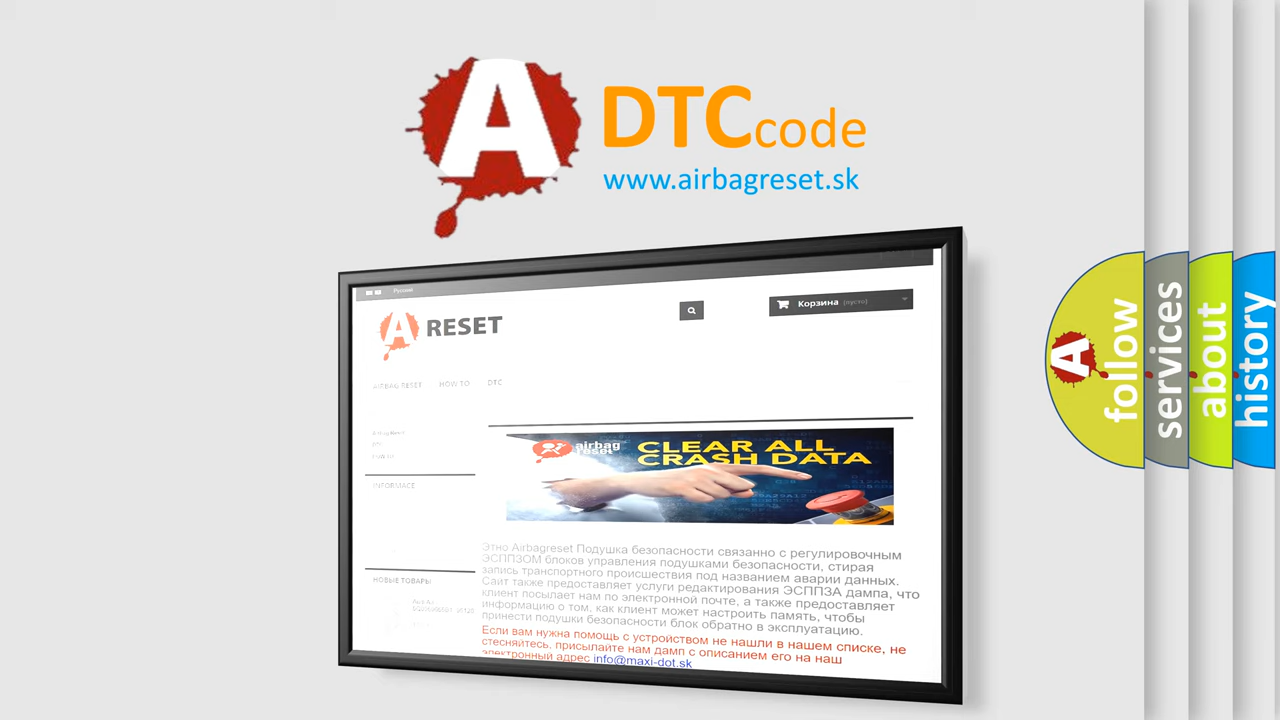 A
DTC code
www.airbagreset.sk
Русский
A RESET
Корзина (пусто)
AIRBAG RESET HOW TO DTC
INFORMACE
airbag
reset
CLEAR ALL
CRASH DATA
НОВЫЕ ТОВАРЫ
Этно Airbagreset Подушка безопасности связанно с регулировочным
ЭСППЗОМ блоков управления подушками безопасности, стирая
запись транспортного происшествия под названием аварии данных.
Сайт также предоставляет услуги редактирования ЭСППЗА дампа, что
клиент посылает нам по электронной почте, а также предоставляет
информацию о том, как клиент может настроить память, чтобы
принести подушки безопасности блок обратно в эксплуатацию.
Если вам нужна помощь с устройством не нашли в нашем списке, не
стесняйтесь, присылайте нам дамп с описанием его на наш
электронный адрес info@maxi-dot.sk
A
follow
services
about
history